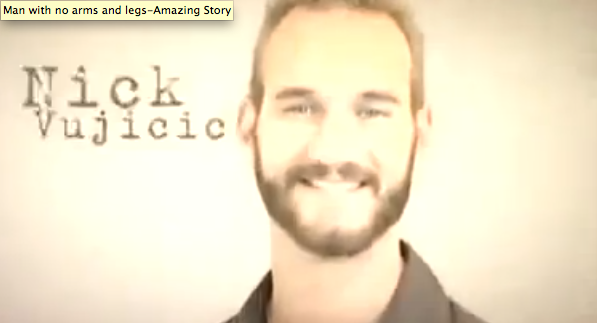 Man with no arms and legs-Amazing Story
Nick
Vujicic